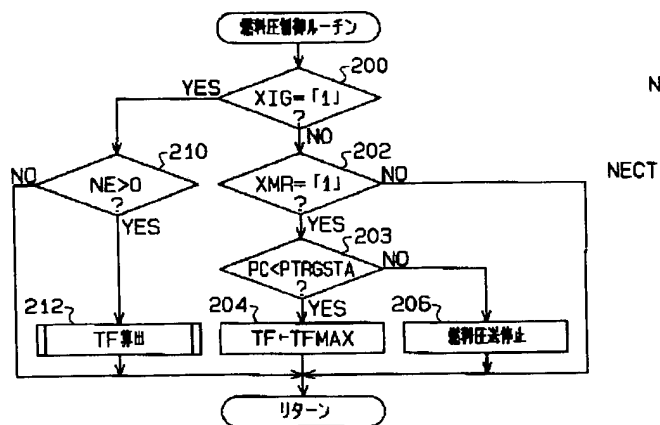 燃料圧制御ルーチン
200
YES
XIG=「1」
?
N
NO
210
202
NO
NE>0
?
XMR=「1」
?
NO
NECT
YES
YES
203
PC<PTRGSTA
?
NO
YES
212
204
206
TF算出
TF←TFMAX
燃料圧送停止
リターン